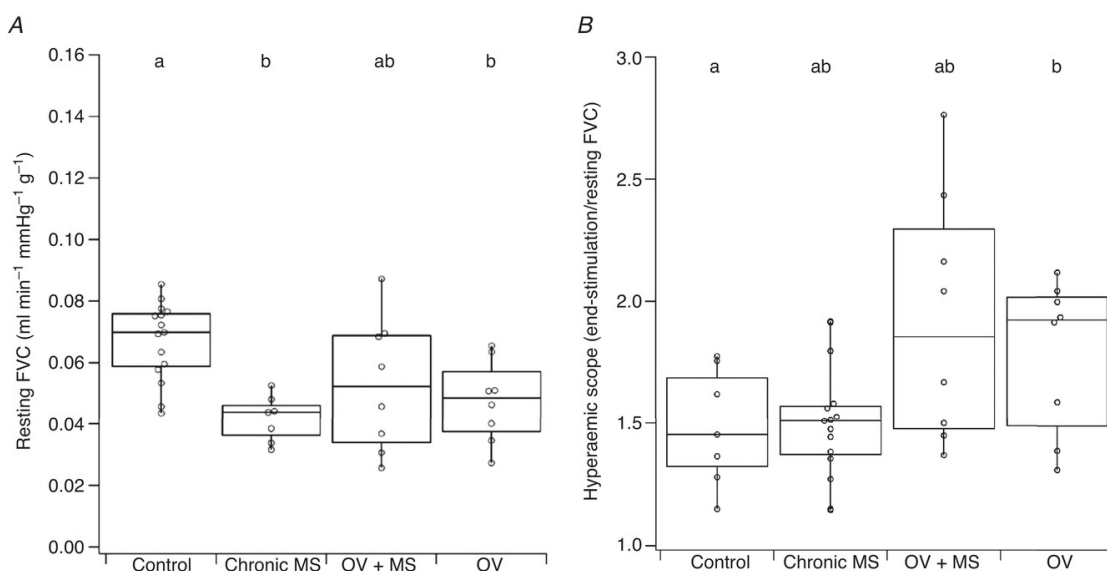 A
Resting FVC (ml min⁻¹ mmHg⁻¹ g⁻¹)
0.16
0.14
0.12
0.10
0.08
0.06
0.04
0.02
0.00
a
b
ab
b
Control
Chronic MS
OV + MS
OV
B
Hyperaemic scope (end-stimulation/resting FVC)
3.0
2.5
2.0
1.5
1.0
a
ab
ab
b
Control
Chronic MS
OV + MS
OV